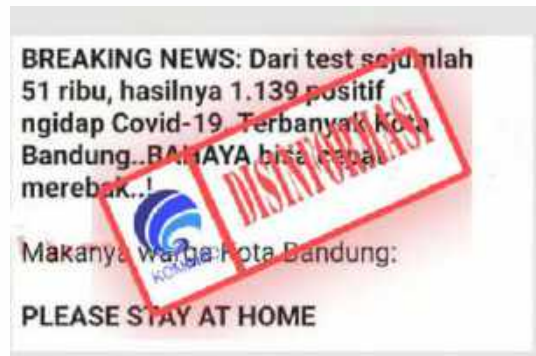 BREAKING NEWS: Dari test sejumlah
51 ribu, hasilnya 1.139 positif
ngidap Covid-19. Terbanyak Kota
Bandung..BAHAYA bisa cepat
merebak..!
Makanya warga Kota Bandung:
PLEASE STAY AT HOME
DISINFORMASI